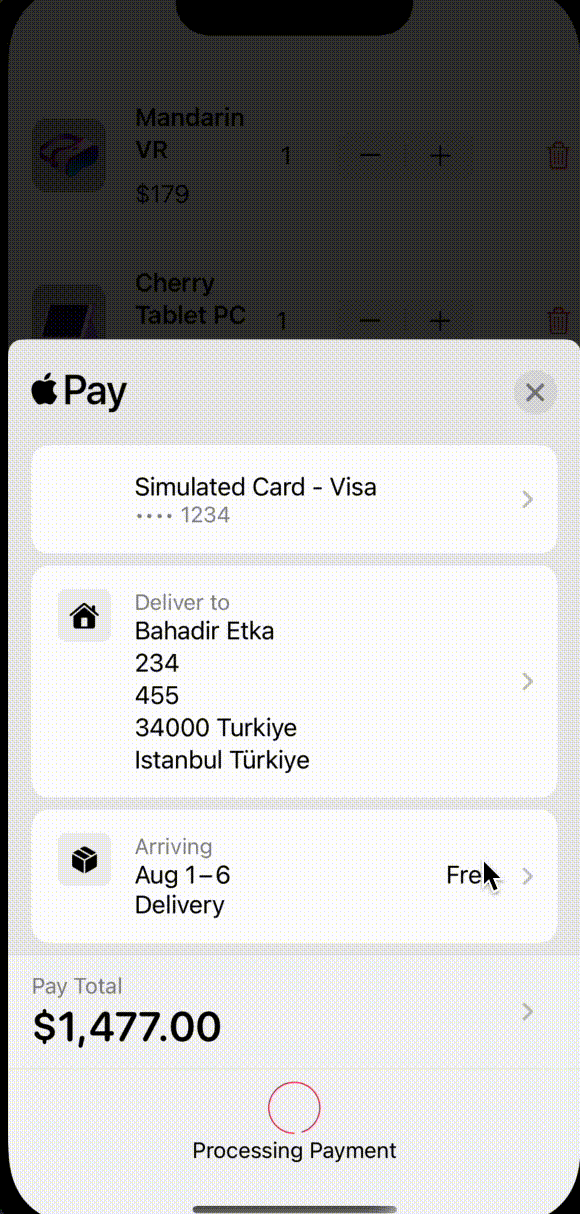 Mandarin
VR
1
$179
Cherry
Tablet PC
1
Pay
Simulated Card - Visa
•••• 1234
Deliver to
Bahadir Etka
234
455
34000 Turkiye
Istanbul Türkiye
Arriving
Aug 1–6
Fre
Delivery
Pay Total
$1,477.00
Processing Payment